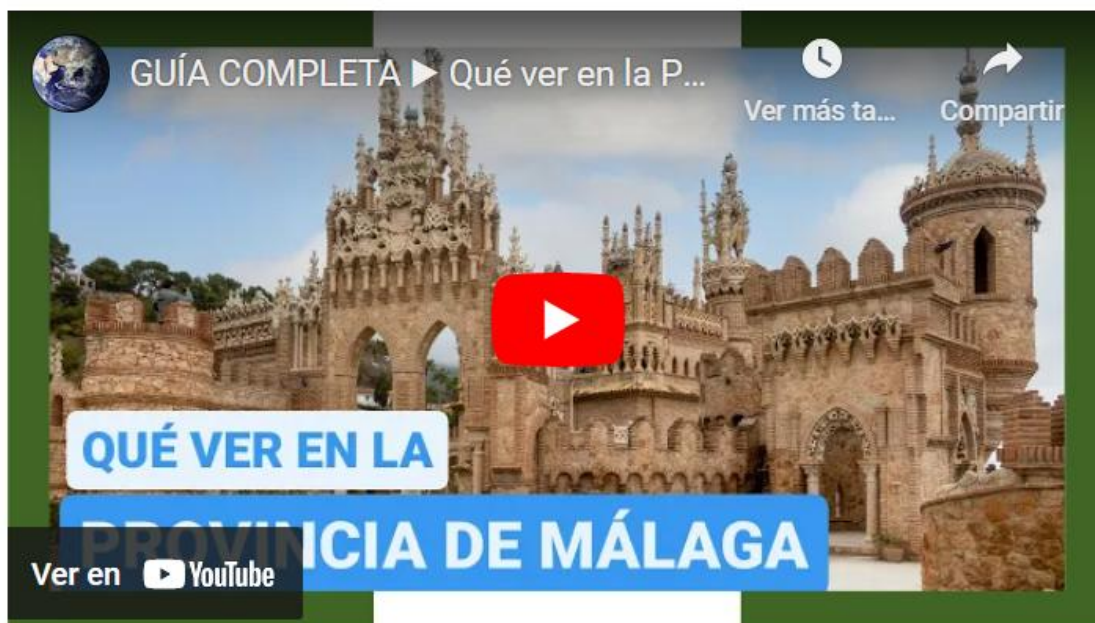 GUÍA COMPLETA ▶ Qué ver en la P...
Ver más ta...
Compartir
QUÉ VER EN LA
PROVINCIA DE MÁLAGA
Ver en YouTube